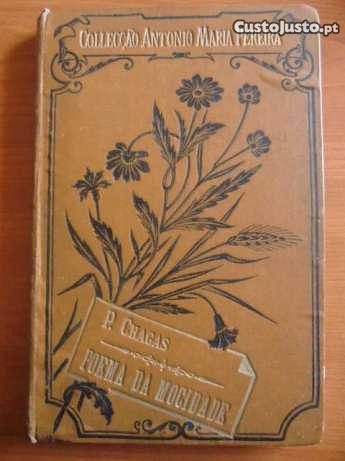 CustoJusto.pt
COLLECÇÃO ANTONIO MARIA PEREIRA
P. CHAGAS
POEMA DA MOCIDADE